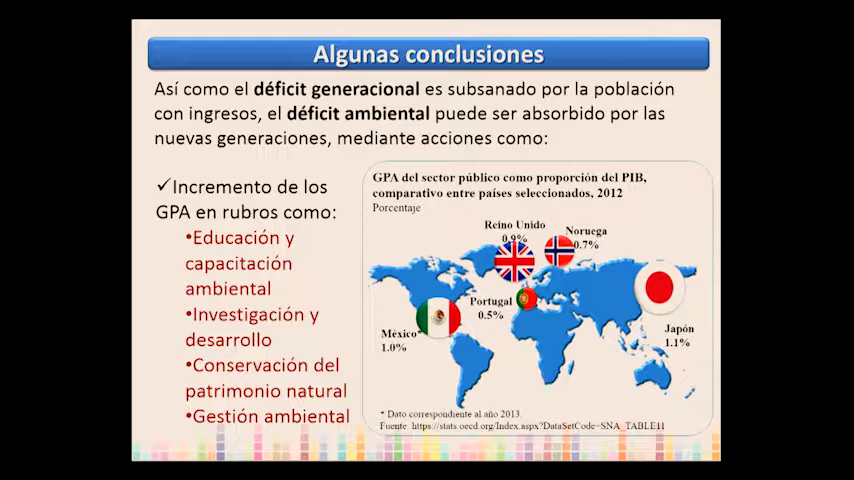 Algunas conclusiones
Así como el déficit generacional es subsanado por la población
con ingresos, el déficit ambiental puede ser absorbido por las
nuevas generaciones, mediante acciones como:
✓Incremento de los
GPA en rubros como:
•Educación y
capacitación
ambiental
•Investigación y
desarrollo
•Conservación del
patrimonio natural
•Gestión ambiental
GPA del sector público como proporción del PIB,
comparativo entre países seleccionados, 2012
Porcentaje
Reino Unido
0.9%
Noruega
0.7%
Portugal
0.5%
México*
1.0%
Japón
1.1%
* Dato correspondiente al año 2013.
Fuente: https://stats.oecd.org/Index.aspx?DataSetCode=SNA_TABLE11